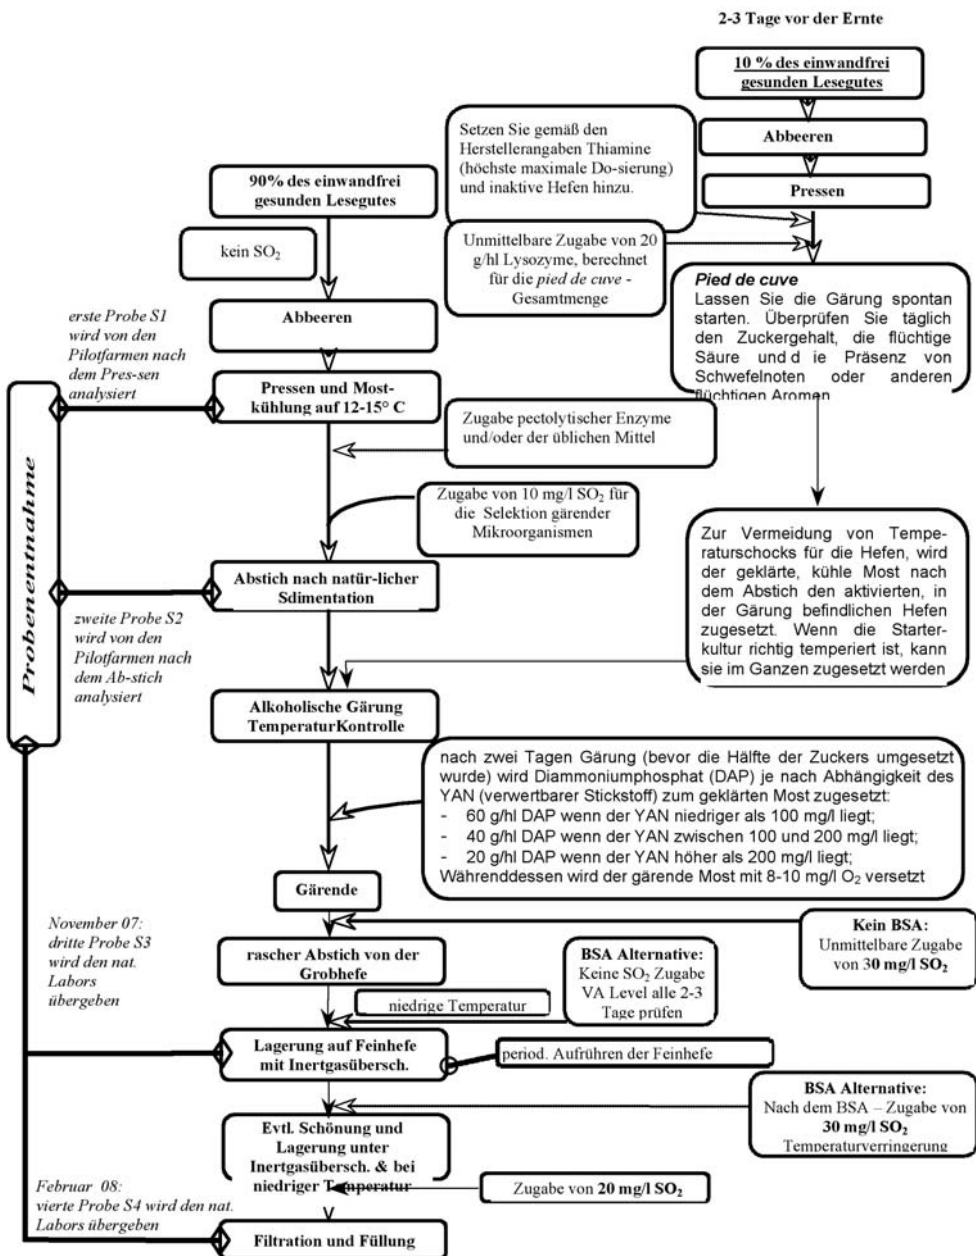 2-3 Tage vor der Ernte
10 % des einwandfrei
gesunden Lesegutes
Abbeeren
Pressen
Setzen Sie gemäß den
Herstellerangaben Thiamine
(höchste maximale Do-sierung)
und inaktive Hefen hinzu.
Unmittelbare Zugabe von 20
g/hl Lysozyme, berechnet
für die pied de cuve -
Gesamtmenge
Pied de cuve
Lassen Sie die Gärung spontan
starten. Überprüfen Sie täglich
den Zuckergehalt, die flüchtige
Säure und d ie Präsenz von
Schwefelnoten oder anderen
flüchtigen Aromen
90% des einwandfrei
gesunden Lesegutes
kein SO2
Abbeeren
erste Probe S1
wird von den
Pilotfarmen nach
dem Pres-sen
analysiert
Pressen und Most-
kühlung auf 12-15° C
Zugabe pectolytischer Enzyme
und/oder der üblichen Mittel
Zugabe von 10 mg/l SO2 für
die Selektion gärender
Mikroorganismen
Probenentnahme
Abstich nach natür-licher
Sdimentation
zweite Probe S2
wird von den
Pilotfarmen nach
dem Ab-stich
analysiert
Zur Vermeidung von Tempe-
raturschocks für die Hefen, wird
der geklärte, kühle Most nach
dem Abstich den aktivierten, in
der Gärung befindlichen Hefen
zugesetzt. Wenn die Starter-
kultur richtig temperiert ist, kann
sie im Ganzen zugesetzt werden
Alkoholische Gärung
TemperaturKontrolle
nach zwei Tagen Gärung (bevor die Hälfte der Zuckers umgesetzt
wurde) wird Diammoniumphosphat (DAP) je nach Abhängigkeit des
YAN (verwertbarer Stickstoff) zum geklärten Most zugesetzt:
- 60 g/hl DAP wenn der YAN niedriger als 100 mg/l liegt;
- 40 g/hl DAP wenn der YAN zwischen 100 und 200 mg/l liegt;
- 20 g/hl DAP wenn der YAN höher als 200 mg/l liegt;
Währenddessen wird der gärende Most mit 8-10 mg/l O2 versetzt
Gärende
Kein BSA:
Unmittelbare Zugabe
von 30 mg/l SO2
November 07:
dritte Probe S3
wird den nat.
Labors
übergeben
rascher Abstich von der
Grobhefe
BSA Alternative:
Keine SO2 Zugabe
VA Level alle 2-3
Tage prüfen
niedrige Temperatur
Lagerung auf Feinhefe
mit Inertgasübersch.
period. Aufrühren der Feinhefe
BSA Alternative:
Nach dem BSA – Zugabe von
30 mg/l SO2
Temperaturverringerung
Evtl. Schönung und
Lagerung unter
Inertgasübersch. & bei
niedriger Temperatur
Zugabe von 20 mg/l SO2
Februar 08:
vierte Probe S4 wird den nat.
Labors übergeben
Filtration und Füllung